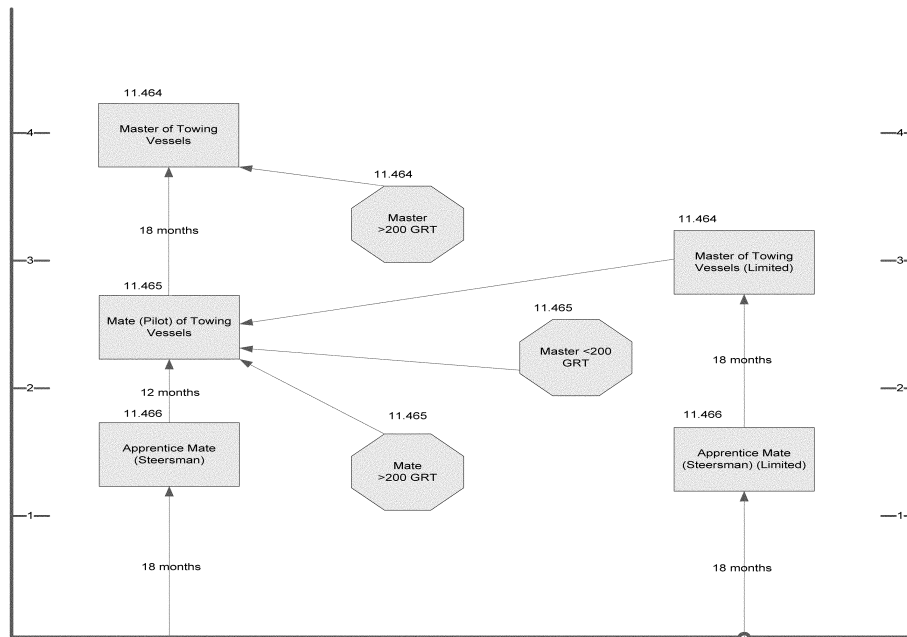 11.464
Master of Towing
Vessels
4
4
11.464
Master
>200 GRT
11.464
18 months
Master of Towing
Vessels (Limited)
3
3
11.465
Mate (Pilot) of Towing
Vessels
11.465
Master <200
GRT
18 months
2
2
12 months
11.466
Apprentice Mate
(Steersman)
11.465
Mate
>200 GRT
11.466
Apprentice Mate
(Steersman) (Limited)
1
1
18 months
18 months